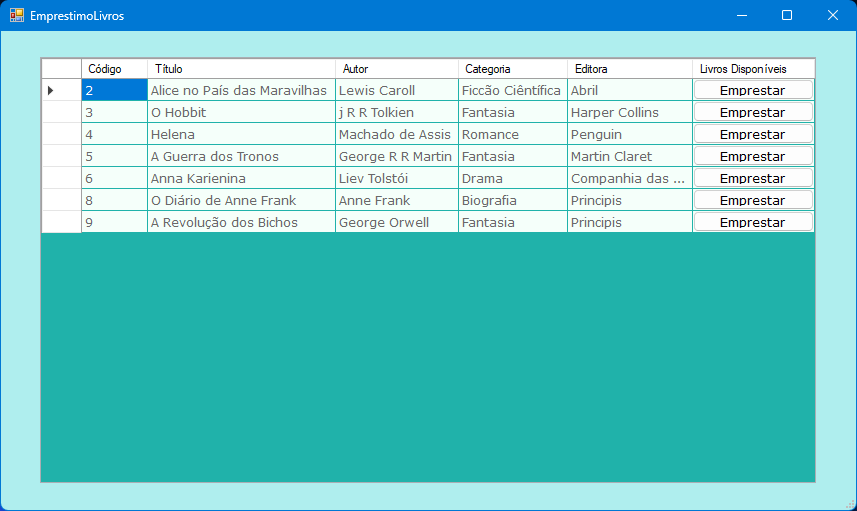 EmprestimoLivros
Código Título Autor Categoria Editora Livros Disponíveis
2 Alice no País das Maravilhas Lewis Caroll Ficcão Ciêntífica Abril Emprestar
3 O Hobbit j R R Tolkien Fantasia Harper Collins Emprestar
4 Helena Machado de Assis Romance Penguin Emprestar
5 A Guerra dos Tronos George R R Martin Fantasia Martin Claret Emprestar
6 Anna Karienina Liev Tolstói Drama Companhia das ... Emprestar
8 O Diário de Anne Frank Anne Frank Biografia Principis Emprestar
9 A Revolução dos Bichos George Orwell Fantasia Principis Emprestar